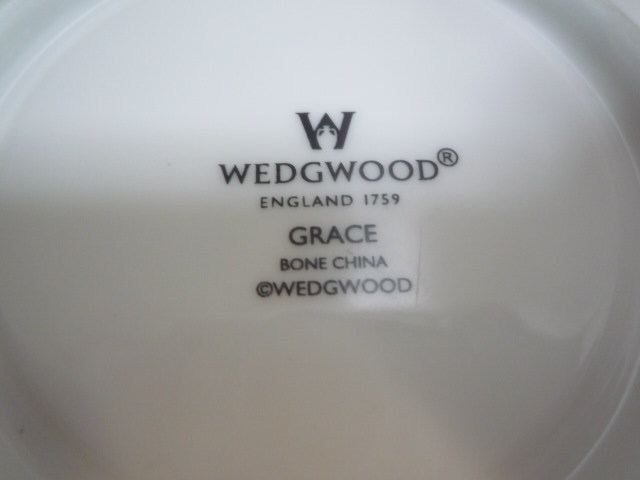 W
WEDGWOOD®
ENGLAND 1759
GRACE
BONE CHINA
©WEDGWOOD